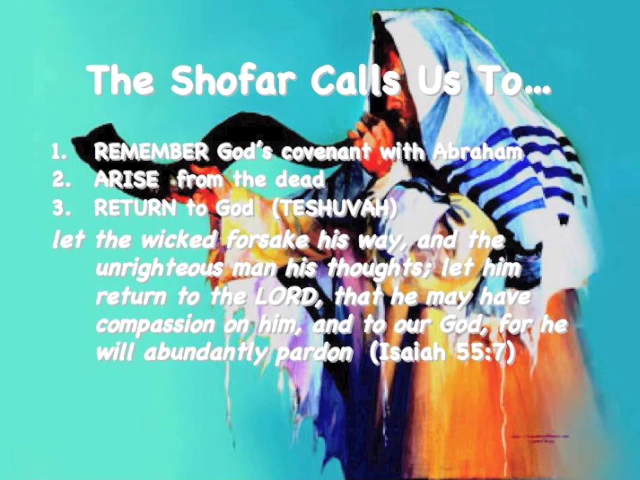 The Shofar Calls Us To...
1. REMEMBER God's covenant with Abraham
2. ARISE from the dead
3. RETURN to God (TESHUVAH)
let the wicked forsake his way, and the
unrighteous man his thoughts; let him
return to the LORD, that he may have
compassion on him, and to our God, for he
will abundantly pardon (Isaiah 55:7)